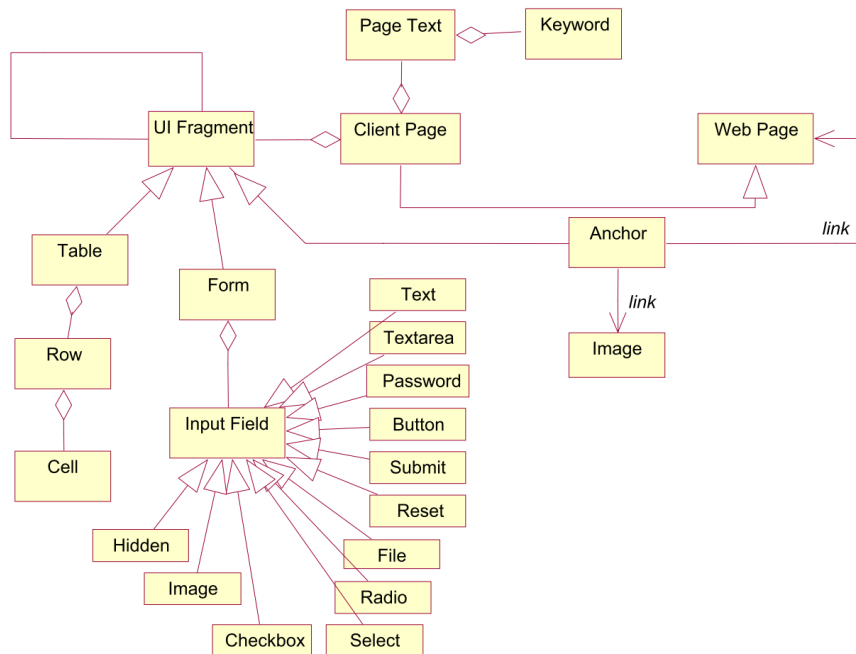 Page Text
Keyword
UI Fragment
Client Page
Web Page
Anchor
link
Table
Form
Text
link
Textarea
Image
Row
Password
Input Field
Button
Cell
Submit
Reset
Hidden
File
Image
Radio
Checkbox
Select